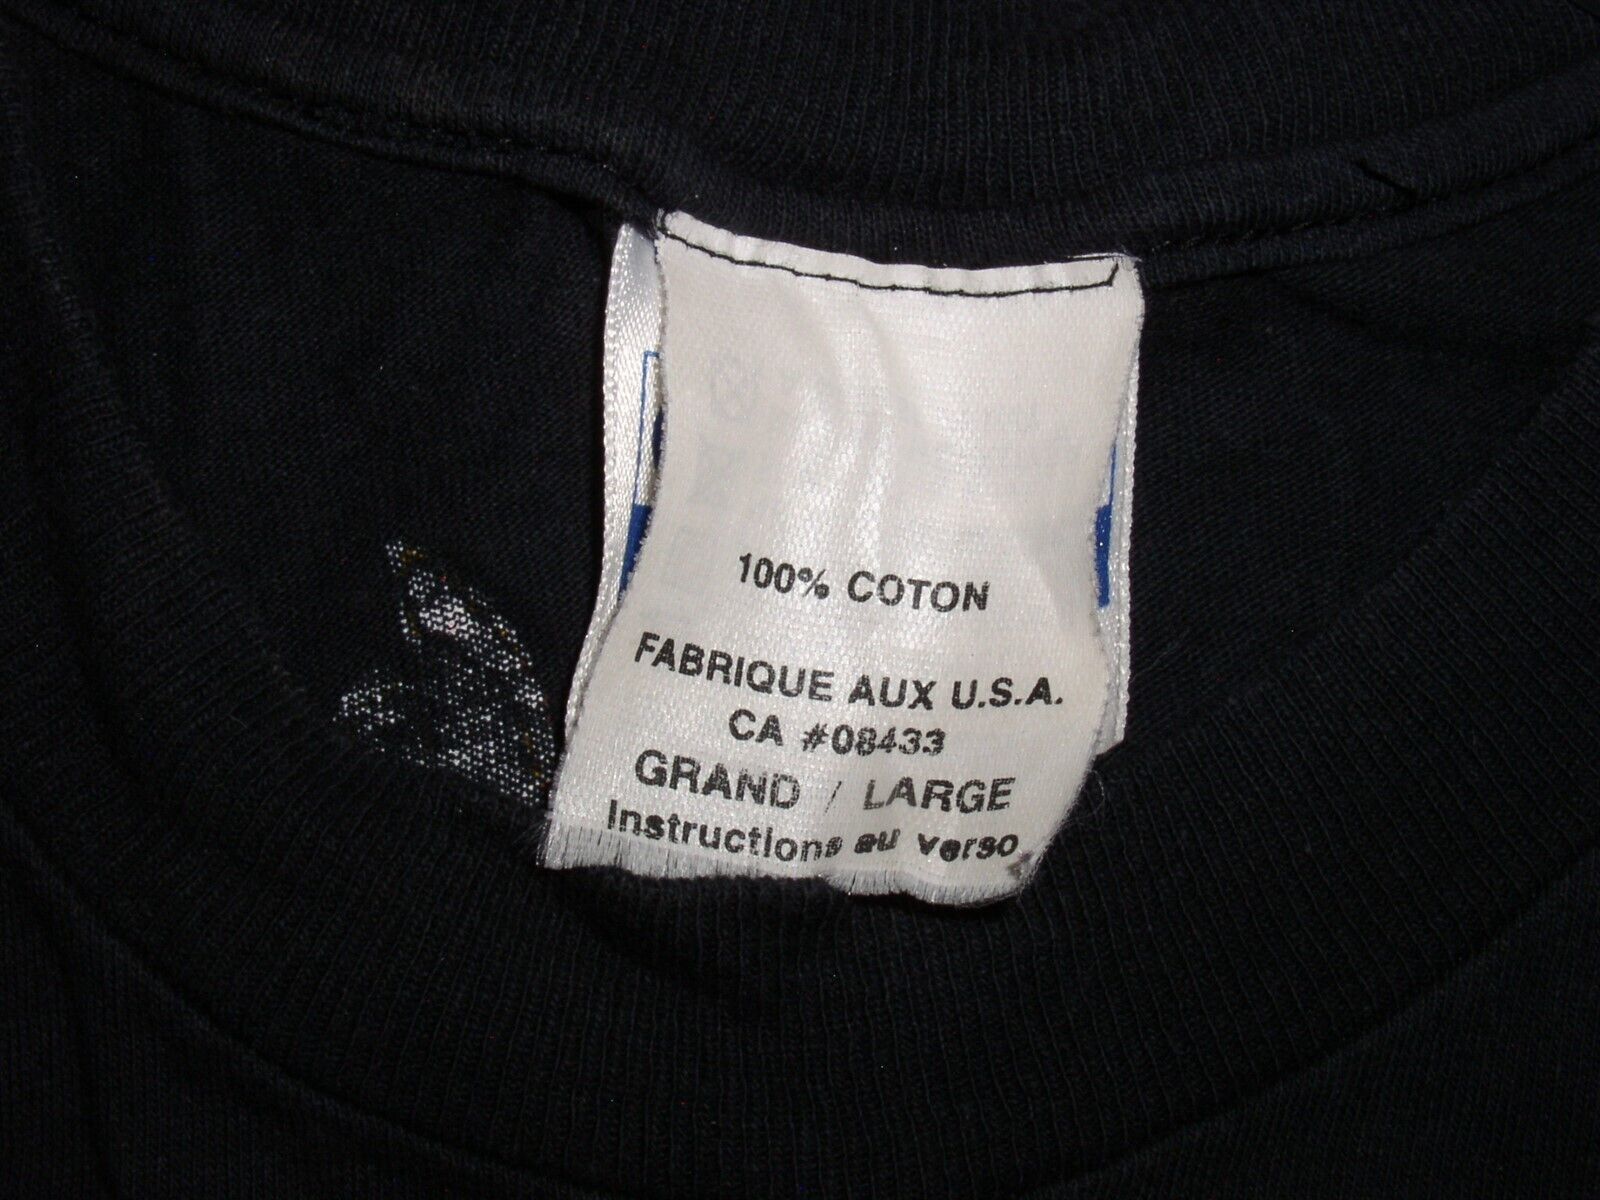 100% COTON
FABRIQUE AUX U.S.A.
CA #08433
GRAND / LARGE
Instructions au verso